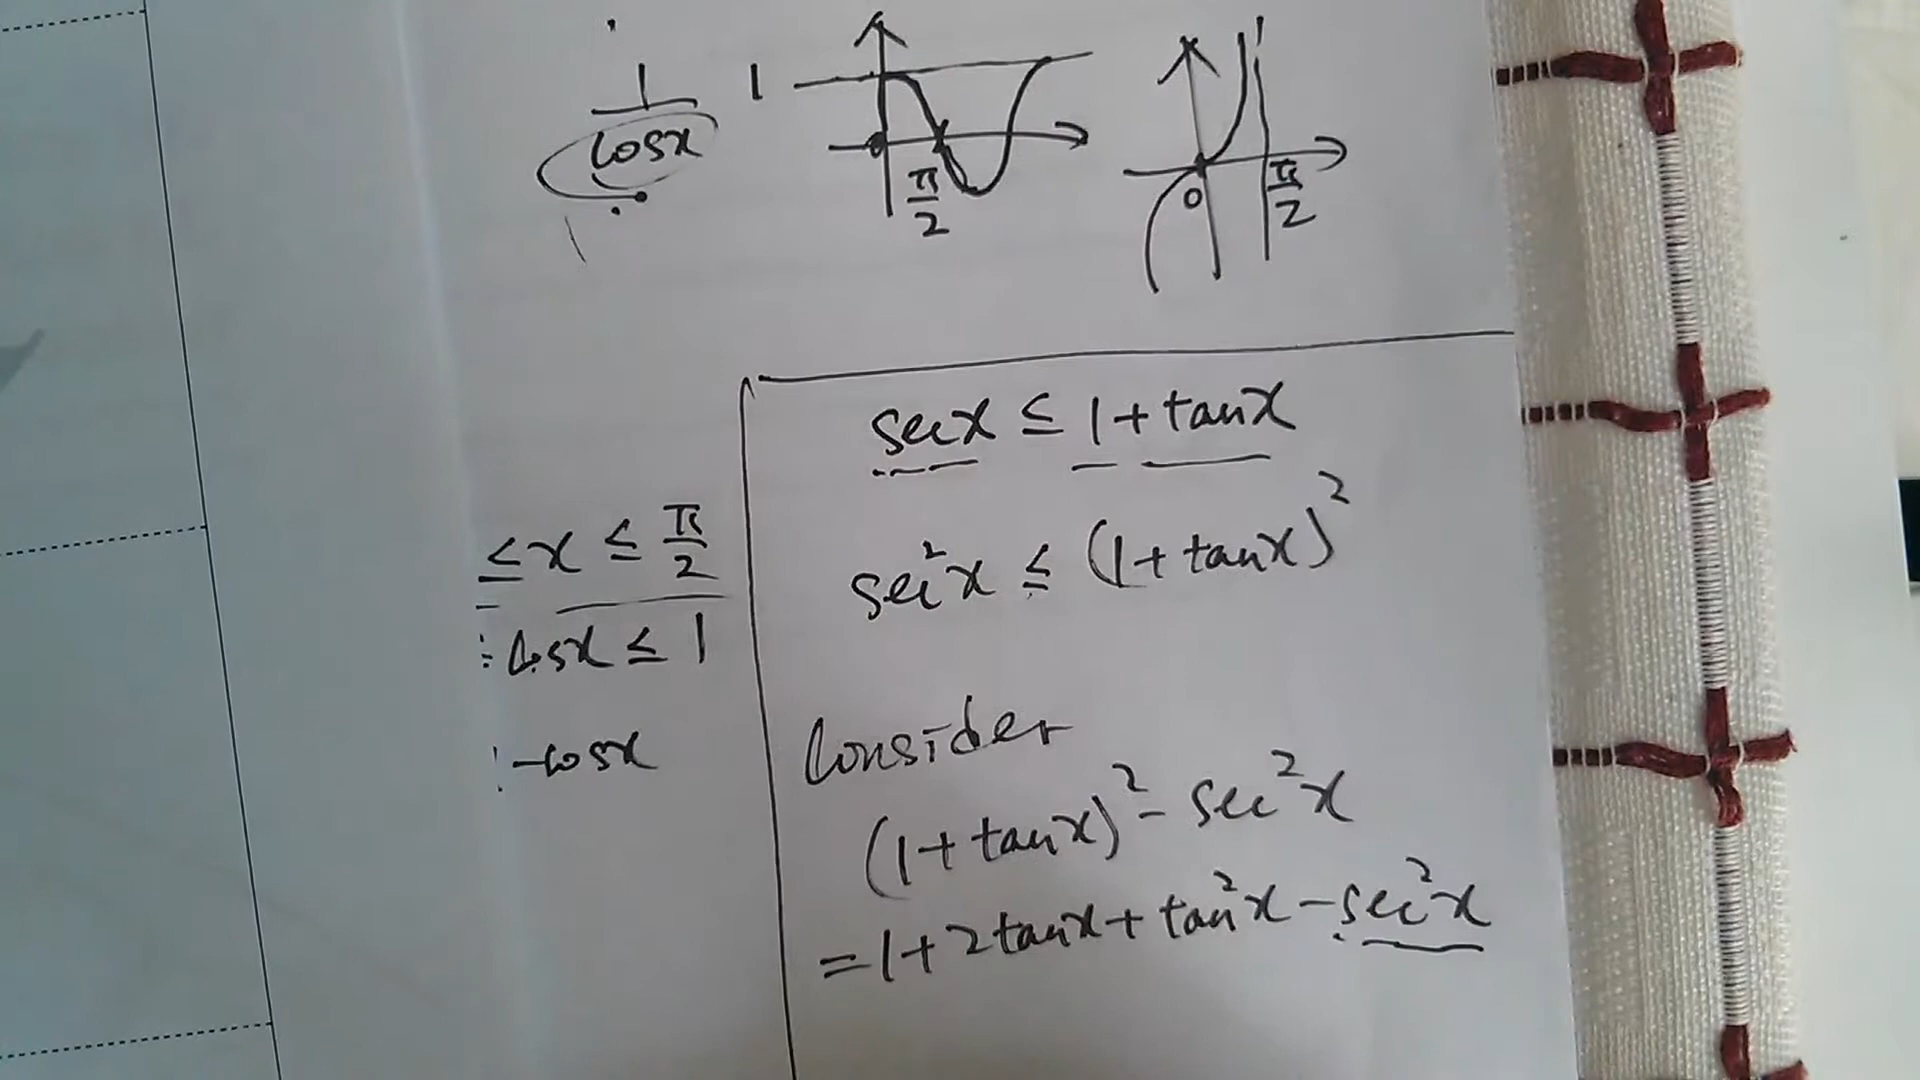 1/cosx
1
π/2
0
π/2
secx ≤ 1+tanx
sec²x ≤ (1+tanx)²
≤x ≤ π/2
cosx ≤ 1
-cosx
Consider
(1+tanx)² - sec²x
=1+2tanx+tan²x-sec²x